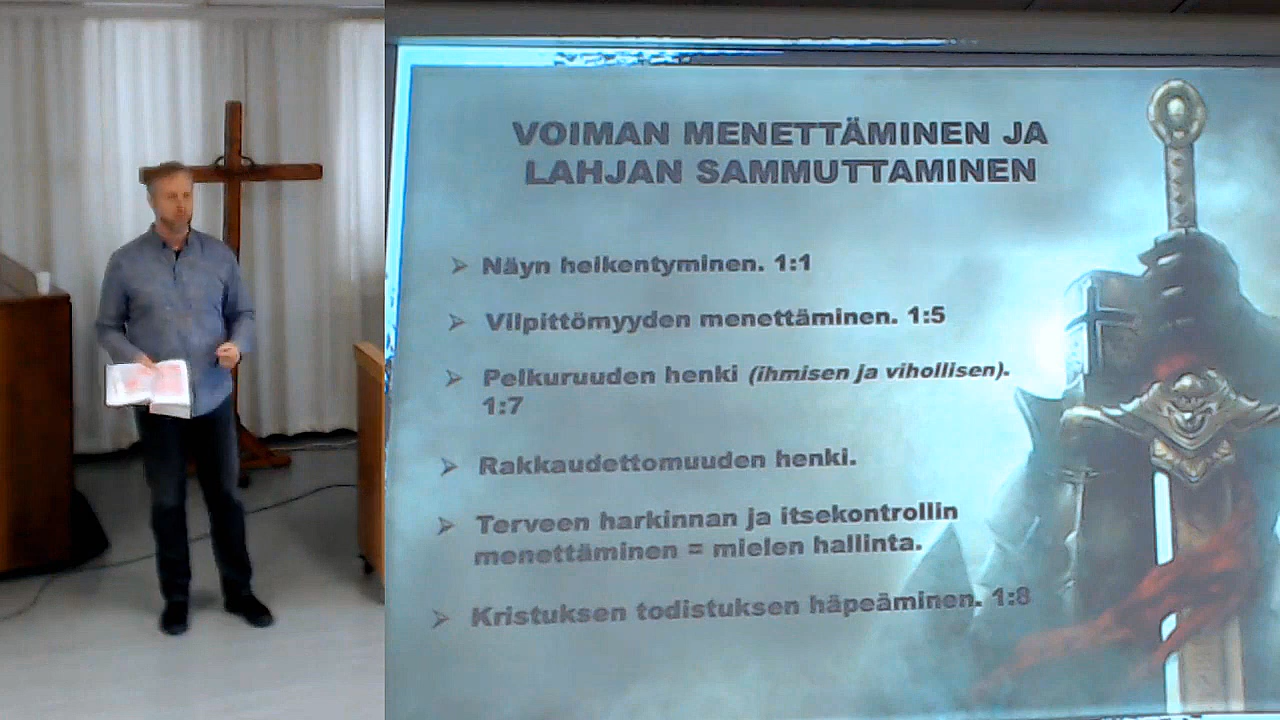 VOIMAN MENETTÄMINEN JA
LAHJAN SAMMUTTAMINEN
➢ Näyn heikentyminen. 1:1
➢ Vilpittömyyden menettäminen. 1:5
➢ Pelkuruuden henki (ihmisen ja vihollisen).
1:7
➢ Rakkaudettomuuden henki.
➢ Terveen harkinnan ja itsekontrollin
menettäminen = mielen hallinta.
➢ Kristuksen todistuksen häpeäminen. 1:8